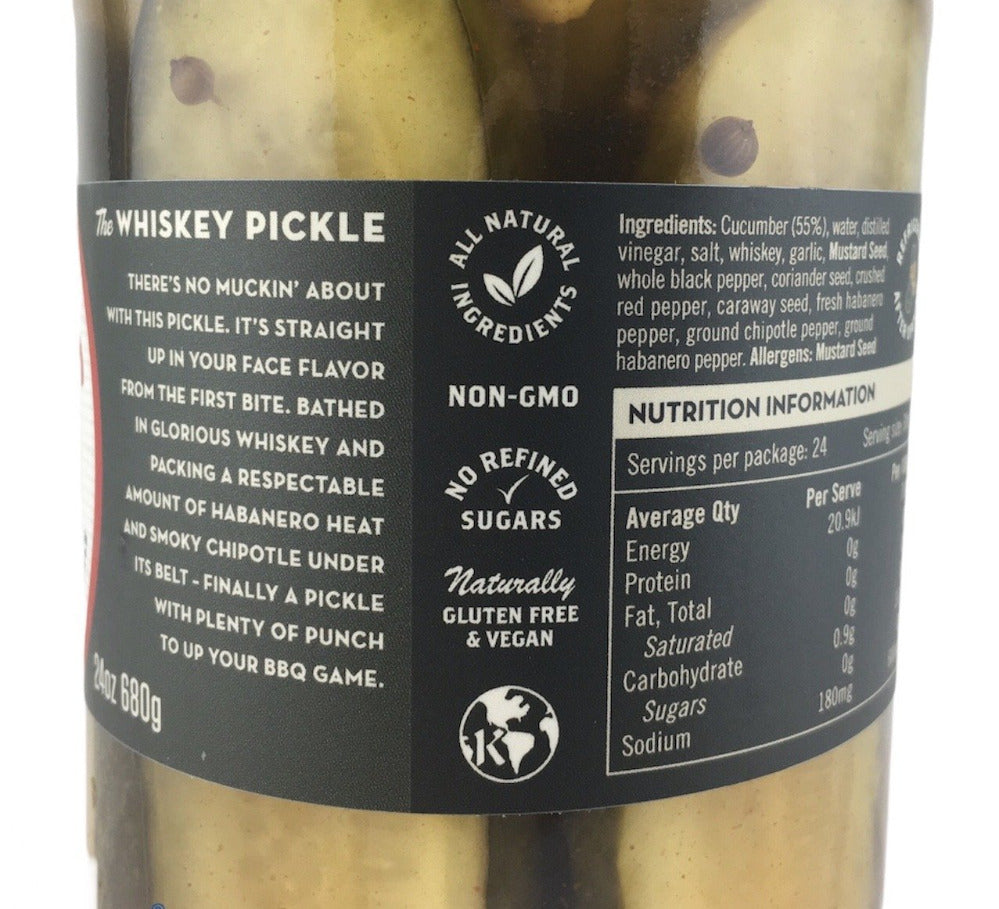 The WHISKEY PICKLE
THERE'S NO MUCKIN' ABOUT
WITH THIS PICKLE. IT'S STRAIGHT
UP IN YOUR FACE FLAVOR
FROM THE FIRST BITE. BATHED
IN GLORIOUS WHISKEY AND
PACKING A RESPECTABLE
AMOUNT OF HABANERO HEAT
AND SMOKY CHIPOTLE UNDER
ITS BELT - FINALLY A PICKLE
WITH PLENTY OF PUNCH
TO UP YOUR BBQ GAME.
24oz 680g
ALL NATURAL
INGREDIENTS
NON-GMO
NO REFINED
SUGARS
Naturally
GLUTEN FREE
& VEGAN
K
Ingredients: Cucumber (55%), water, distilled
vinegar, salt, whiskey, garlic, Mustard Seed,
whole black pepper, coriander seed, crushed
red pepper, caraway seed, fresh habanero
pepper, ground chipotle pepper, ground
habanero pepper. Allergens: Mustard Seed
NUTRITION INFORMATION
Servings per package: 24 Serving size
Average Qty Per Serve
Energy 20.9kJ
Protein 0g
Fat, Total 0g
Saturated 0g
Carbohydrate 0.9g
Sugars 0g
Sodium 180mg